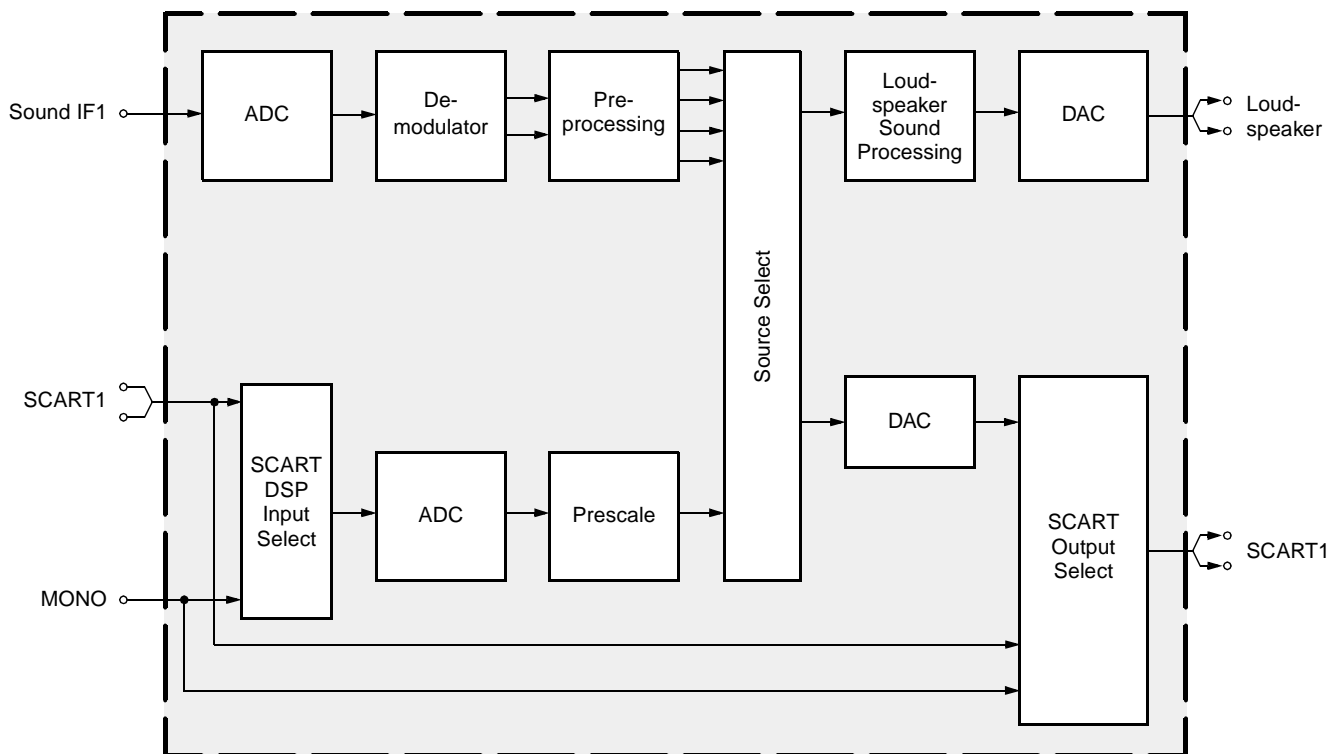 Sound IF1
ADC
De-
modulator
Pre-
processing
Loud-
speaker
Sound
Processing
DAC
Loud-
speaker
Source Select
SCART1
SCART
DSP
Input
Select
ADC
Prescale
DAC
SCART
Output
Select
SCART1
MONO